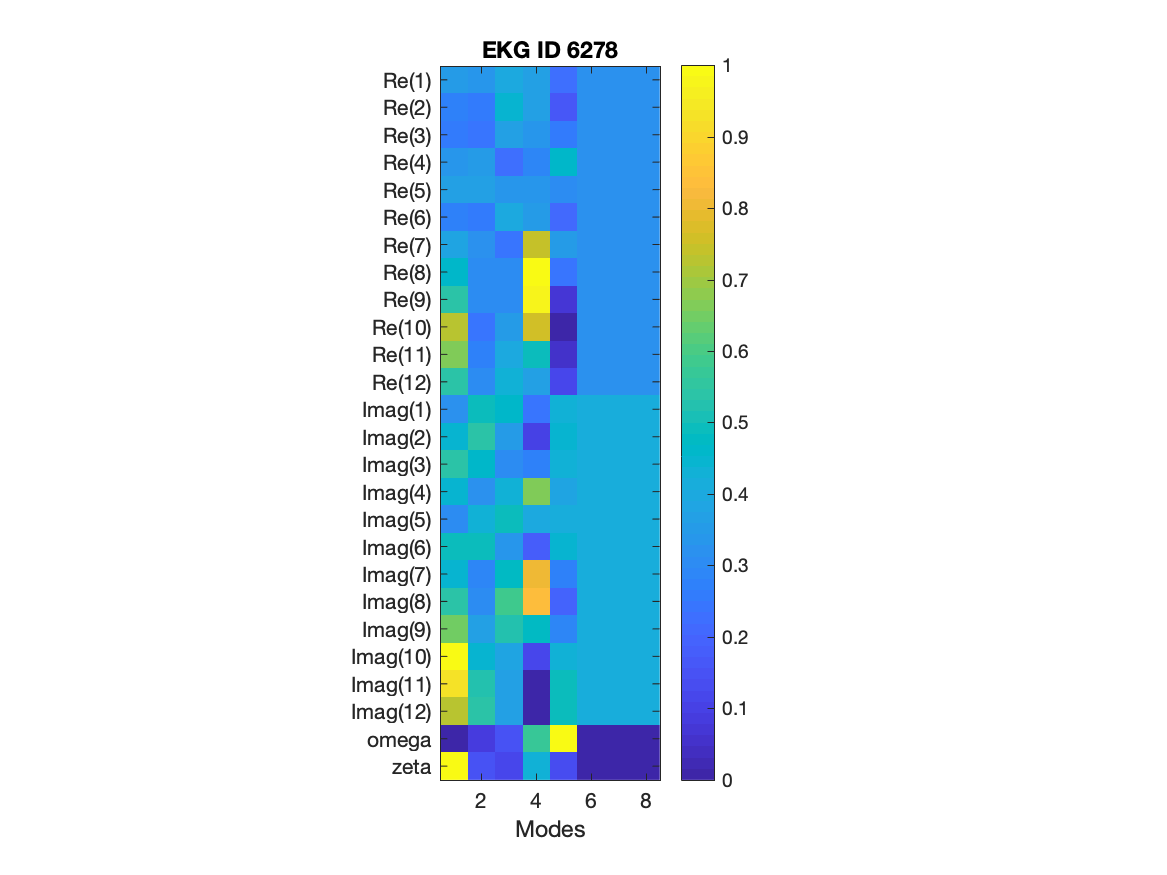 EKG ID 6278
Re(1)
Re(2)
Re(3)
Re(4)
Re(5)
Re(6)
Re(7)
Re(8)
Re(9)
Re(10)
Re(11)
Re(12)
Imag(1)
Imag(2)
Imag(3)
Imag(4)
Imag(5)
Imag(6)
Imag(7)
Imag(8)
Imag(9)
Imag(10)
Imag(11)
Imag(12)
omega
zeta
2 4 6 8
Modes
1
0.9
0.8
0.7
0.6
0.5
0.4
0.3
0.2
0.1
0